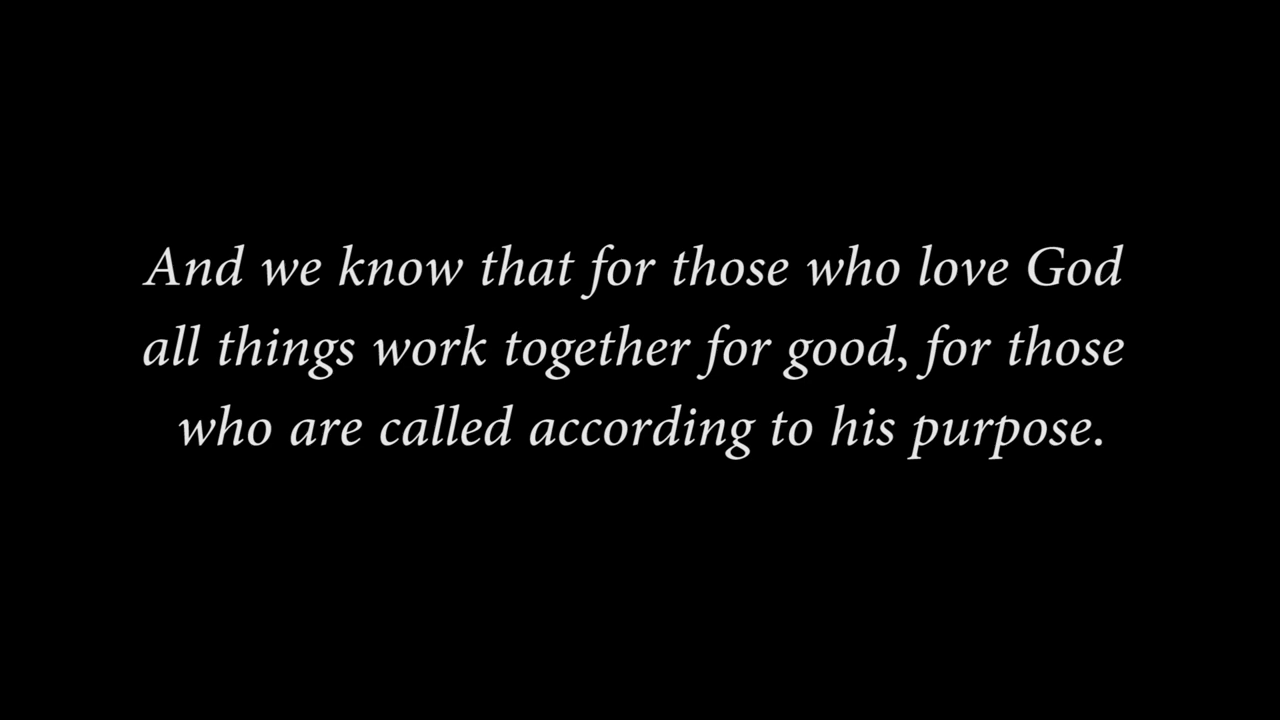 And we know that for those who love God
all things work together for good, for those
who are called according to his purpose.